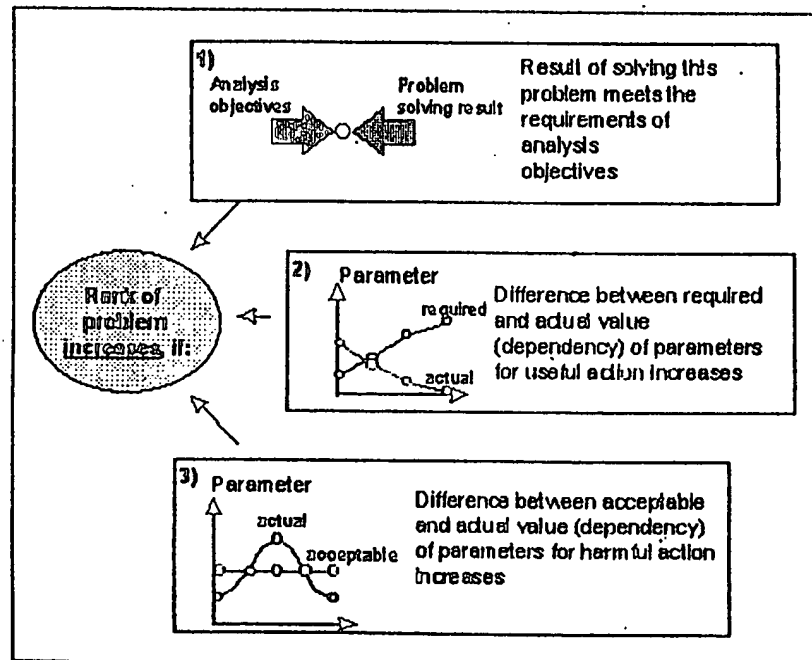 1)
Analysis
objectives
Problem
solving result
Result of solving this
problem meets the
requirements of
analysis
objectives
Rank of
problem
increases, if:
2)
Parameter
required
actual
Difference between required
and actual value
(dependency) of parameters
for useful action increases
3)
Parameter
actual
acceptable
Difference between acceptable
and actual value (dependency)
of parameters for harmful action
increases